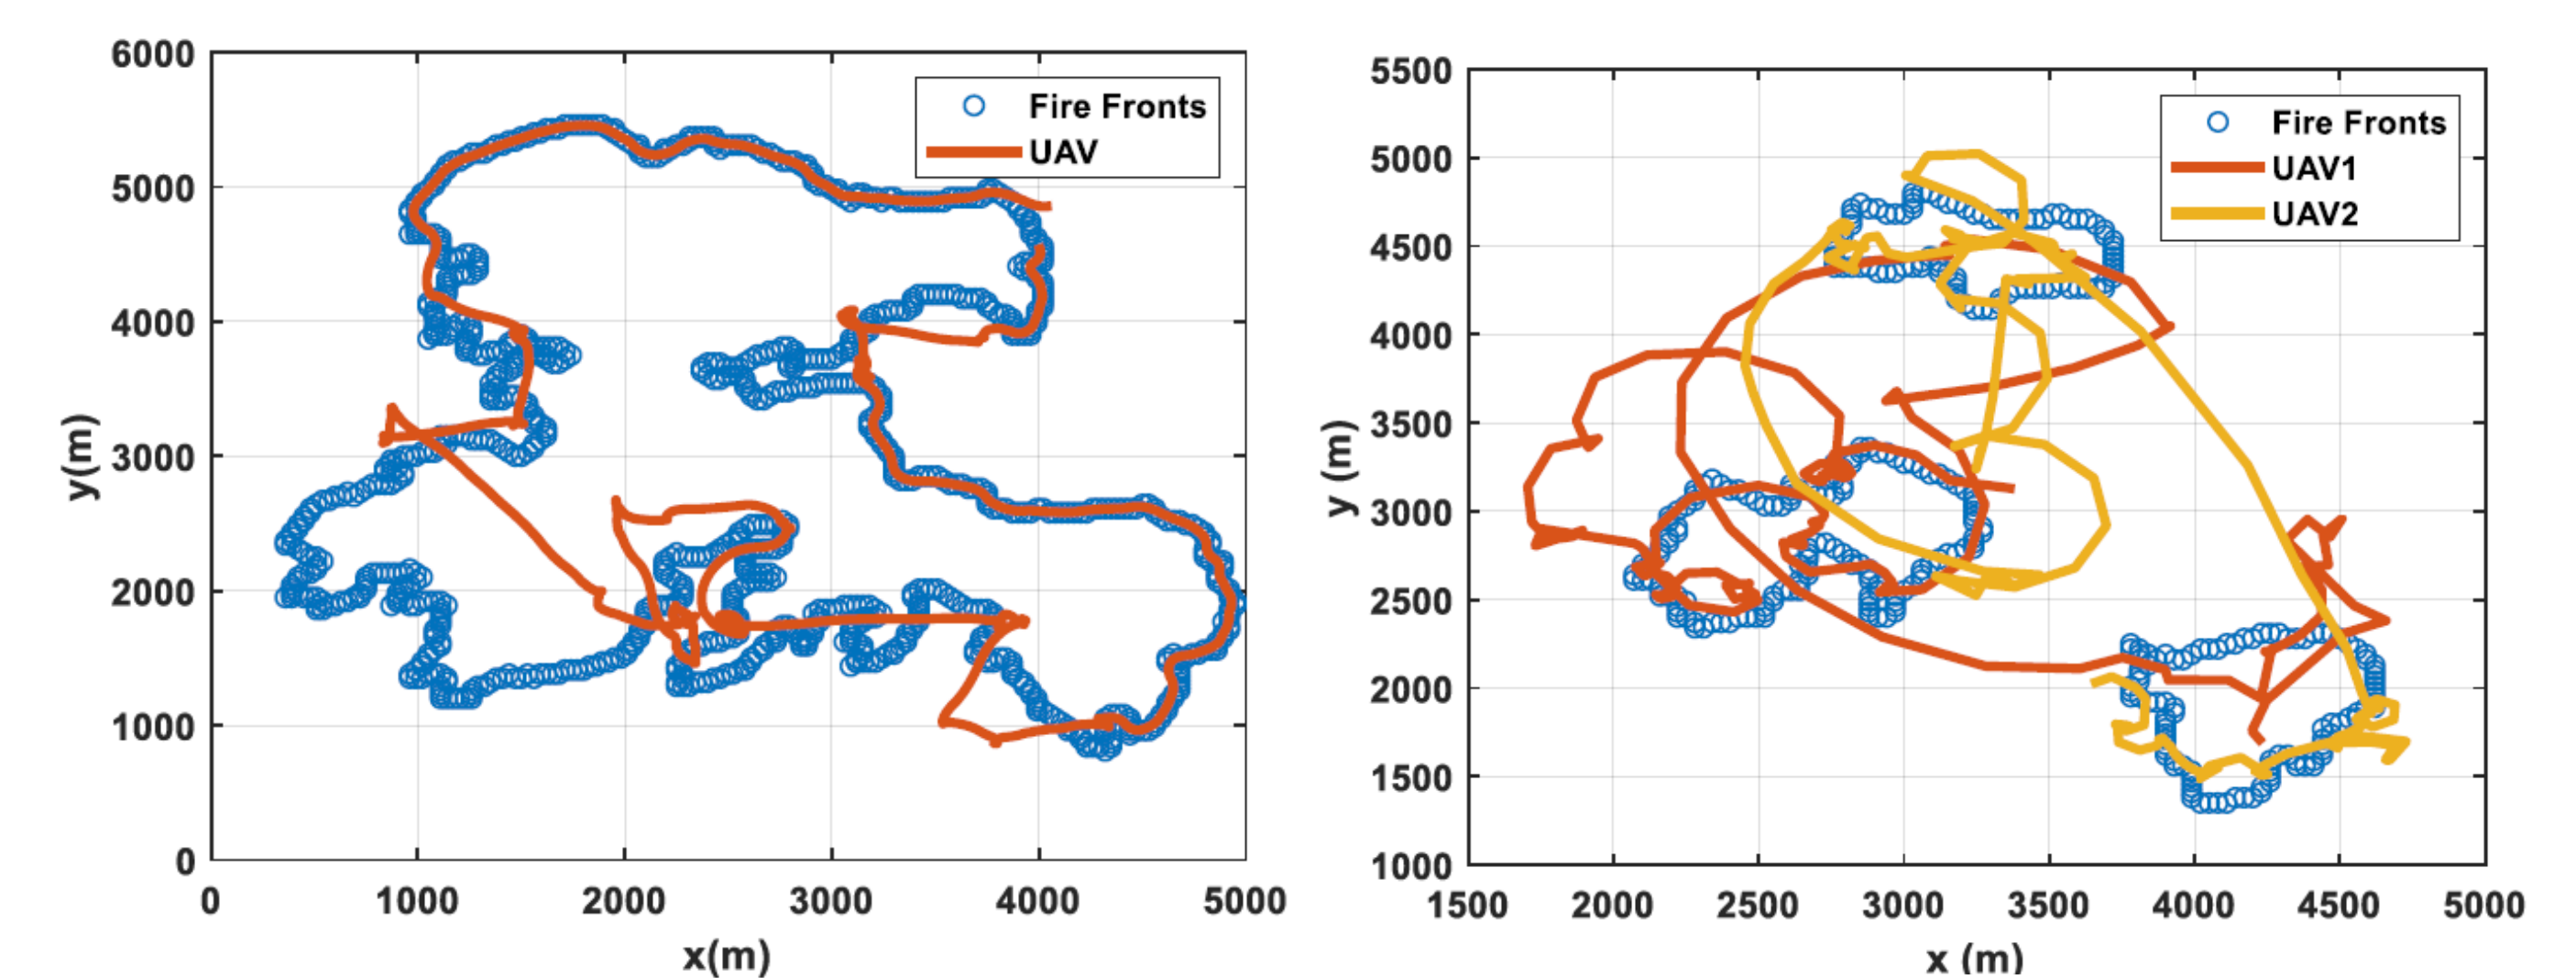 6000
5000
4000
3000
2000
1000
0
y(m)
0 1000 2000 3000 4000 5000
x(m)
Fire Fronts
UAV
5500
5000
4500
4000
3500
3000
2500
2000
1500
1000
y (m)
1500 2000 2500 3000 3500 4000 4500 5000
x (m)
Fire Fronts
UAV1
UAV2